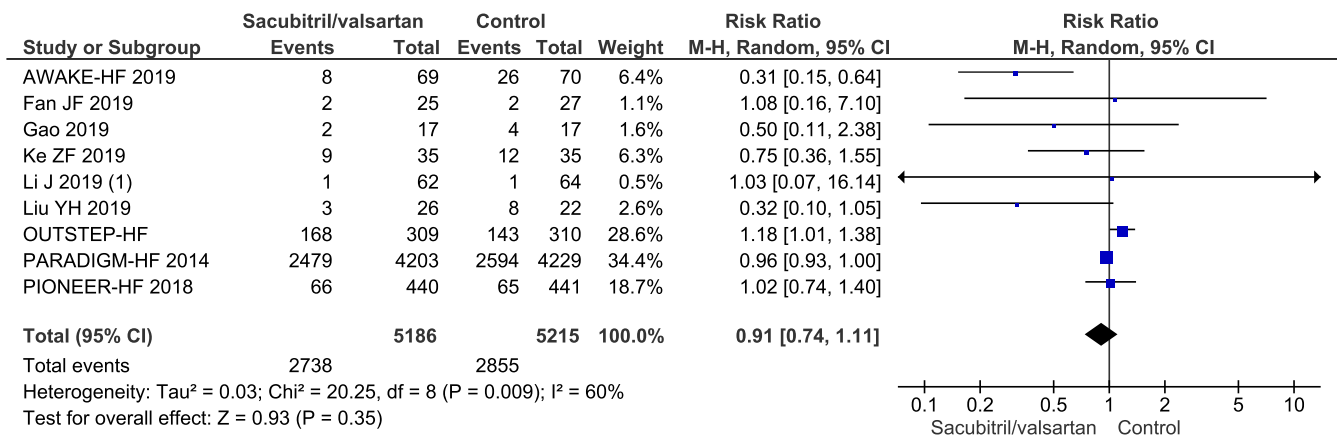 Sacubitril/valsartan Control Risk Ratio Risk Ratio
Study or Subgroup Events Total Events Total Weight M-H, Random, 95% CI M-H, Random, 95% CI
AWAKE-HF 2019 8 69 26 70 6.4% 0.31 [0.15, 0.64]
Fan JF 2019 2 25 2 27 1.1% 1.08 [0.16, 7.10]
Gao 2019 2 17 4 17 1.6% 0.50 [0.11, 2.38]
Ke ZF 2019 9 35 12 35 6.3% 0.75 [0.36, 1.55]
Li J 2019 (1) 1 62 1 64 0.5% 1.03 [0.07, 16.14]
Liu YH 2019 3 26 8 22 2.6% 0.32 [0.10, 1.05]
OUTSTEP-HF 168 309 143 310 28.6% 1.18 [1.01, 1.38]
PARADIGM-HF 2014 2479 4203 2594 4229 34.4% 0.96 [0.93, 1.00]
PIONEER-HF 2018 66 440 65 441 18.7% 1.02 [0.74, 1.40]
Total (95% CI) 5186 5215 100.0% 0.91 [0.74, 1.11]
Total events 2738 2855
Heterogeneity: Tau² = 0.03; Chi² = 20.25, df = 8 (P = 0.009); I² = 60%
Test for overall effect: Z = 0.93 (P = 0.35)
0.1 0.2 0.5 1 2 5 10
Sacubitril/valsartan Control